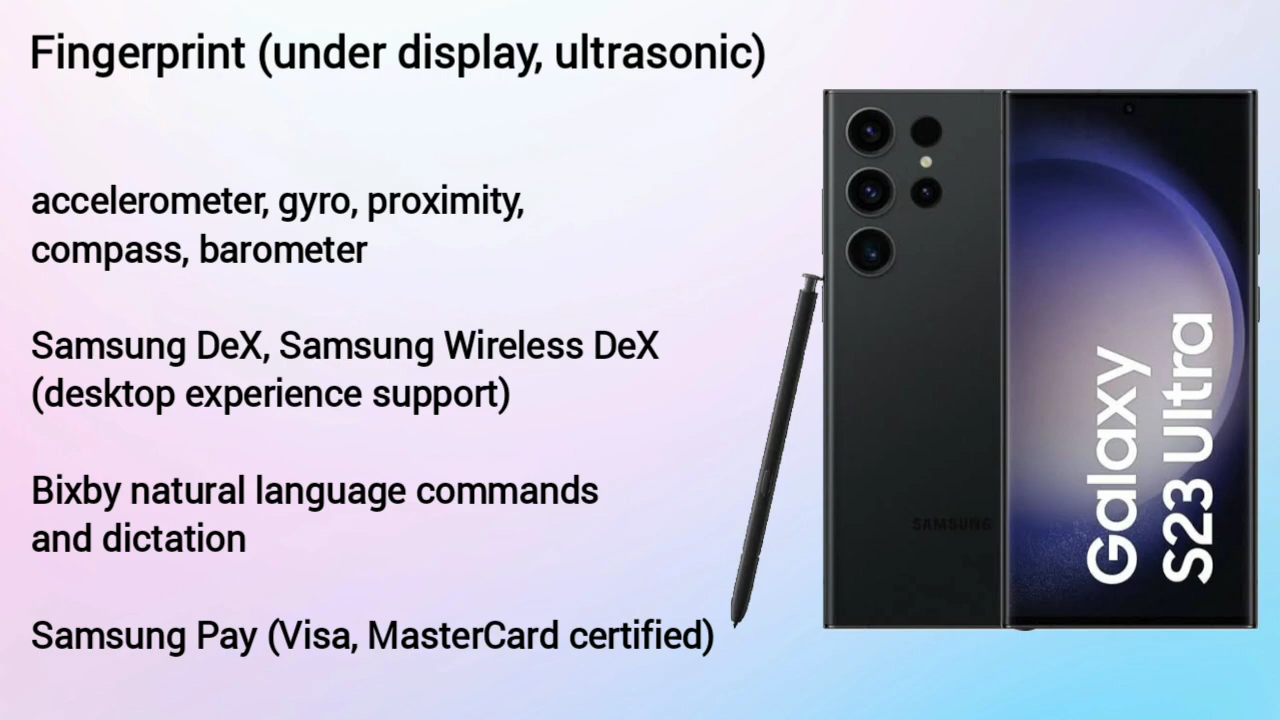 Fingerprint (under display, ultrasonic)
accelerometer, gyro, proximity,
compass, barometer
Samsung DeX, Samsung Wireless DeX
(desktop experience support)
Bixby natural language commands
and dictation
Samsung Pay (Visa, MasterCard certified)
SAMSUNG
Galaxy
S23 Ultra